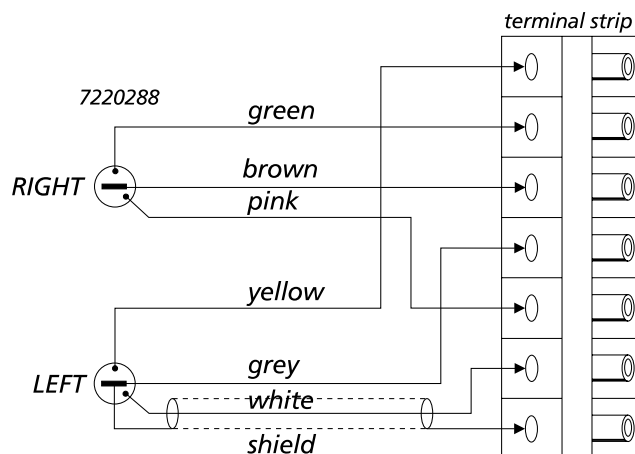 terminal strip
7220288
green
RIGHT
brown
pink
yellow
LEFT
grey
white
shield